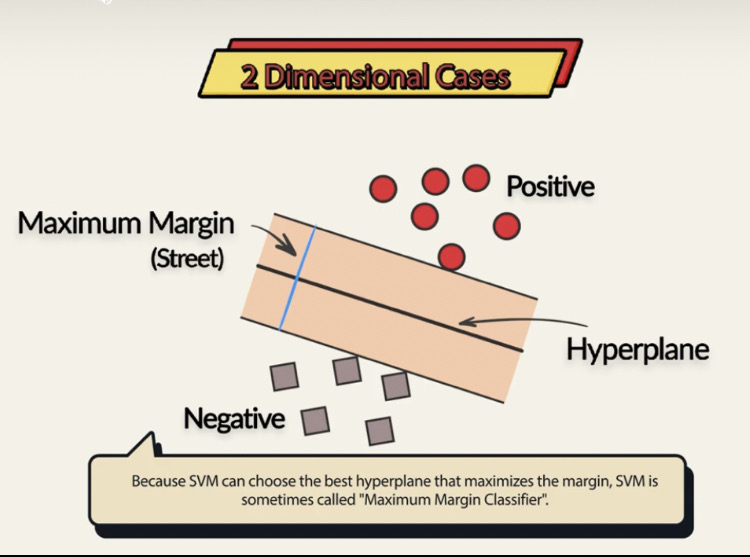 2 Dimensional Cases
Positive
Maximum Margin
(Street)
Hyperplane
Negative
Because SVM can choose the best hyperplane that maximizes the margin, SVM is
sometimes called "Maximum Margin Classifier".